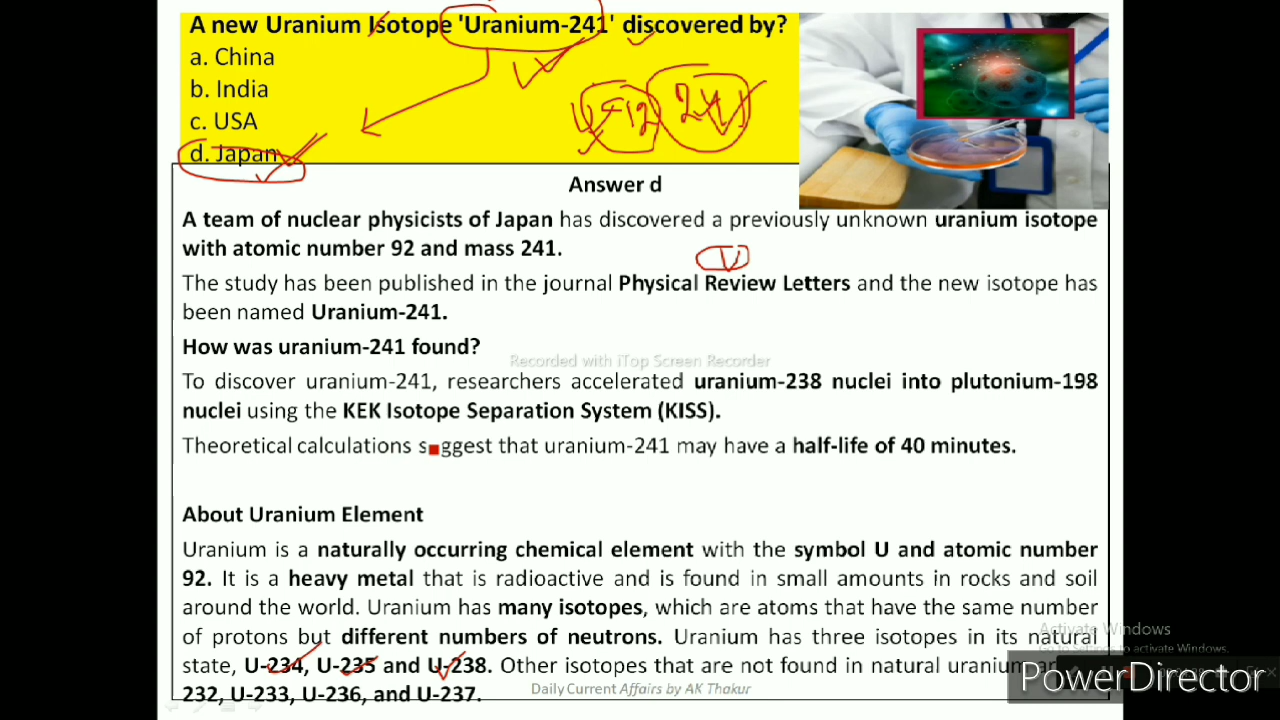 A new Uranium Isotope 'Uranium-241' discovered by?
a. China
b. India
c. USA
d. Japan
241
Answer d
A team of nuclear physicists of Japan has discovered a previously unknown uranium isotope
with atomic number 92 and mass 241.
The study has been published in the journal Physical Review Letters and the new isotope has
been named Uranium-241.
How was uranium-241 found?
Recorded with iTop Screen Recorder
To discover uranium-241, researchers accelerated uranium-238 nuclei into plutonium-198
nuclei using the KEK Isotope Separation System (KISS).
Theoretical calculations suggest that uranium-241 may have a half-life of 40 minutes.
About Uranium Element
Uranium is a naturally occurring chemical element with the symbol U and atomic number
92. It is a heavy metal that is radioactive and is found in small amounts in rocks and soil
around the world. Uranium has many isotopes, which are atoms that have the same number
of protons but different numbers of neutrons. Uranium has three isotopes in its natural
state, U-234, U-235 and U-238. Other isotopes that are not found in natural uranium
232, U-233, U-236, and U-237.
Activate Windows
Go to Settings to activate Windows.
PowerDirector
Daily Current Affairs by AK Thakur